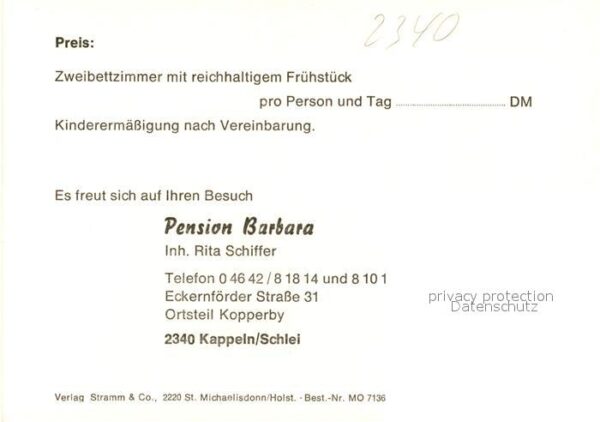 2340
Preis:
Zweibettzimmer mit reichhaltigem Frühstück
pro Person und Tag ........................................ DM
Kinderermäßigung nach Vereinbarung.
Es freut sich auf Ihren Besuch
Pension Barbara
Inh. Rita Schiffer
Telefon 0 46 42 / 8 18 14 und 8 10 1
Eckernförder Straße 31
Ortsteil Kopperby
2340 Kappeln/Schlei
privacy protection
Datenschutz
Verlag Stramm & Co., 2220 St. Michaelisdonn/Holst. - Best.-Nr. MO 7136